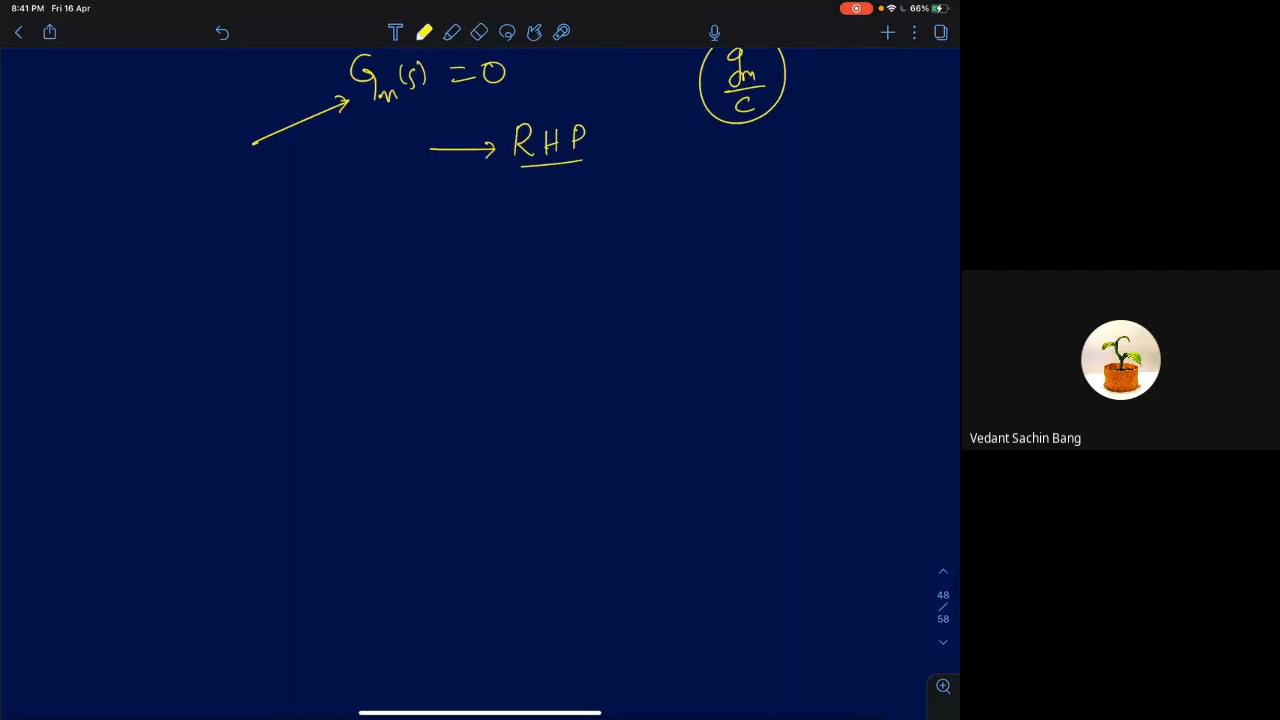 8:41 PM Fri 16 Apr
66%
Gm(s) = 0
gm/c
→ RHP
Vedant Sachin Bang
48
/
58